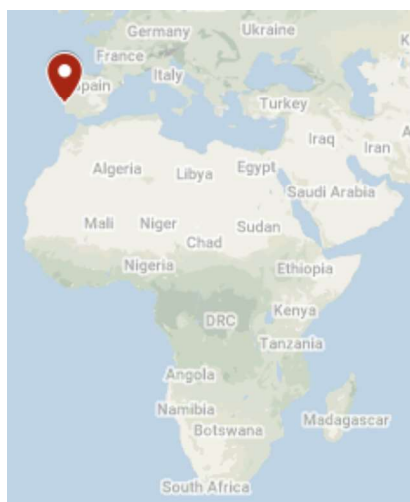 Germany
Ukraine
France
Italy
pain
Turkey
Iraq
Iran
Algeria
Libya
Egypt
Saudi Arabia
Mali
Niger
Chad
Sudan
Nigeria
Ethiopia
DRC
Kenya
Tanzania
Angola
Namibia
Botswana
Madagascar
South Africa